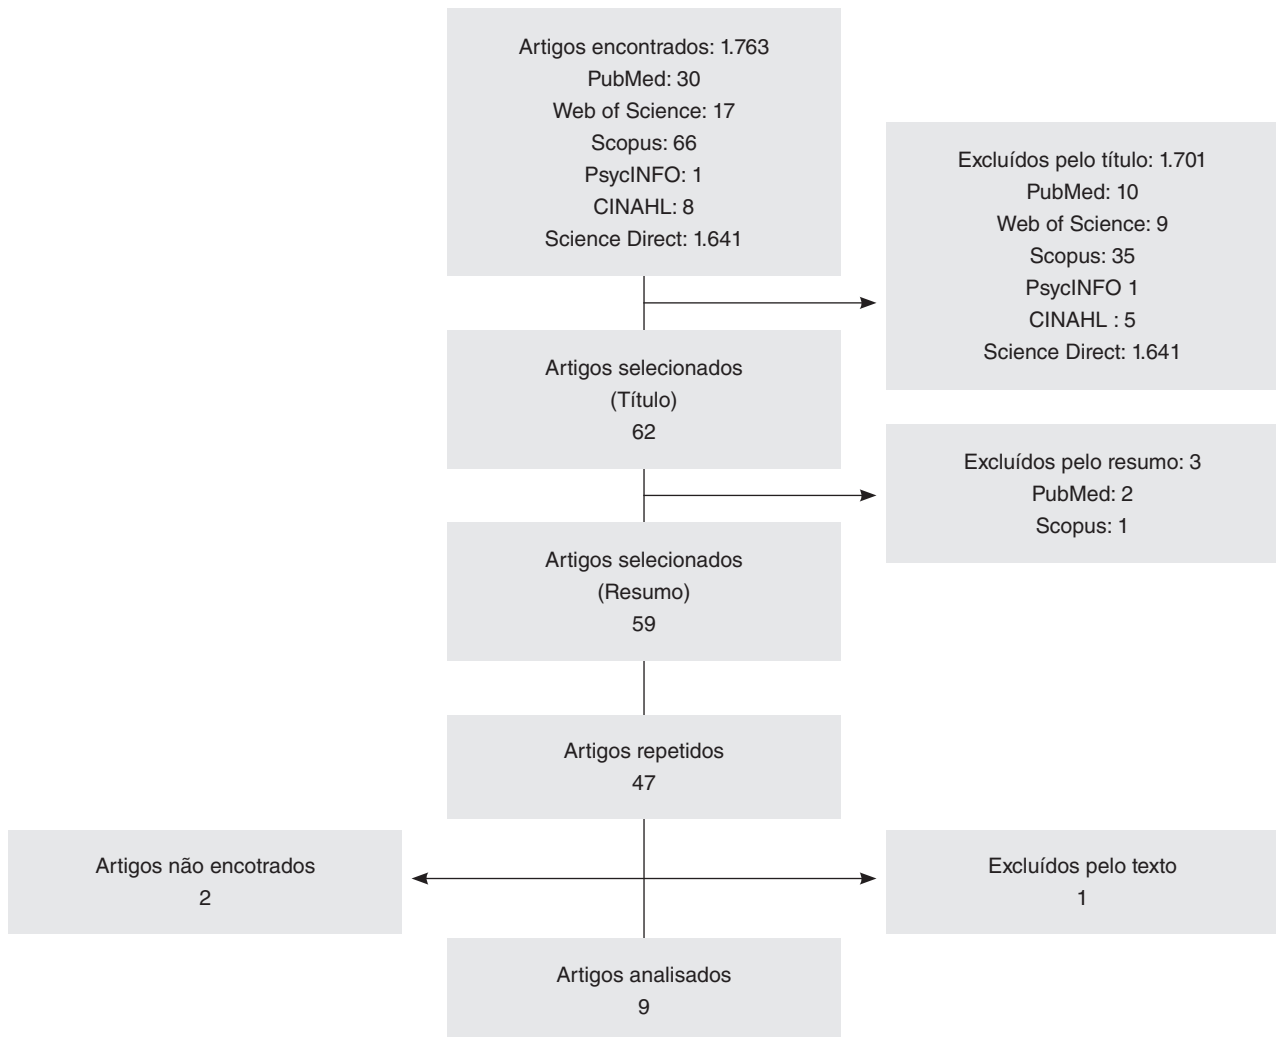 Artigos encontrados: 1.763
PubMed: 30
Web of Science: 17
Scopus: 66
PsycINFO: 1
CINAHL: 8
Science Direct: 1.641
Excluídos pelo título: 1.701
PubMed: 10
Web of Science: 9
Scopus: 35
PsycINFO 1
CINAHL : 5
Science Direct: 1.641
Artigos selecionados
(Título)
62
Excluídos pelo resumo: 3
PubMed: 2
Scopus: 1
Artigos selecionados
(Resumo)
59
Artigos repetidos
47
Artigos não encotrados
2
Excluídos pelo texto
1
Artigos analisados
9